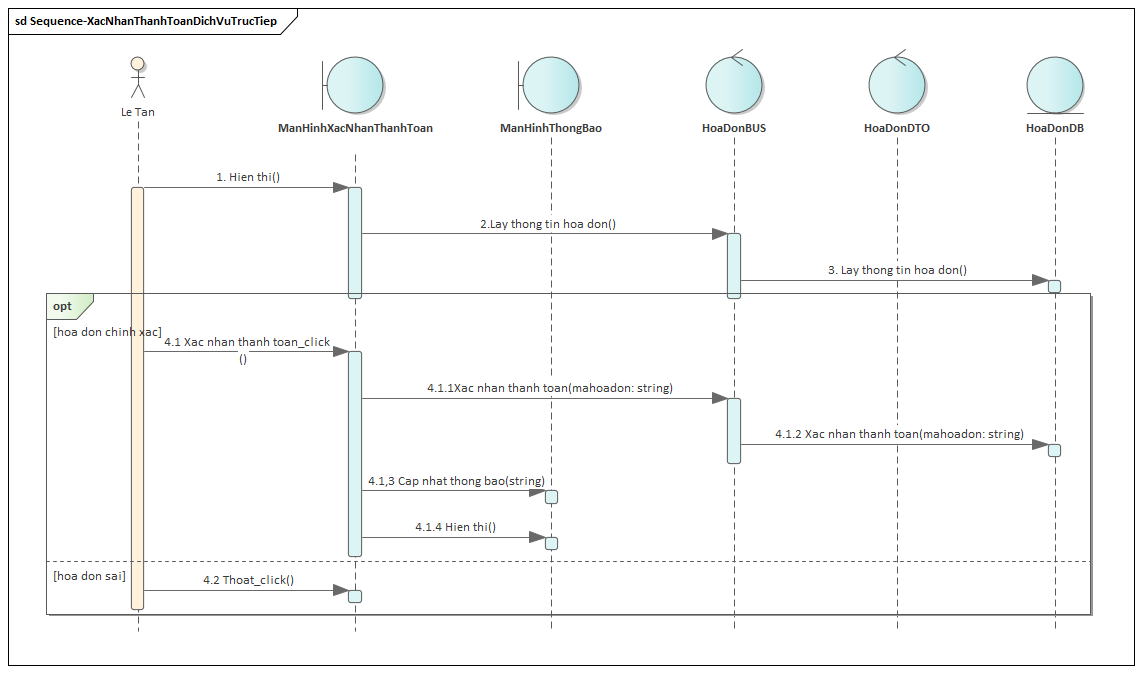 sd Sequence-XacNhanThanhToanDichVuTrucTiep
Le Tan
ManHinhXacNhanThanhToan
ManHinhThongBao
HoaDonBUS
HoaDonDTO
HoaDonDB
1. Hien thi()
2.Lay thong tin hoa don()
3. Lay thong tin hoa don()
opt
[hoa don chinh xac]
4.1 Xac nhan thanh toan_click
()
4.1.1Xac nhan thanh toan(mahoadon: string)
4.1.2 Xac nhan thanh toan(mahoadon: string)
4.1,3 Cap nhat thong bao(string)
4.1.4 Hien thi()
[hoa don sai]
4.2 Thoat_click()